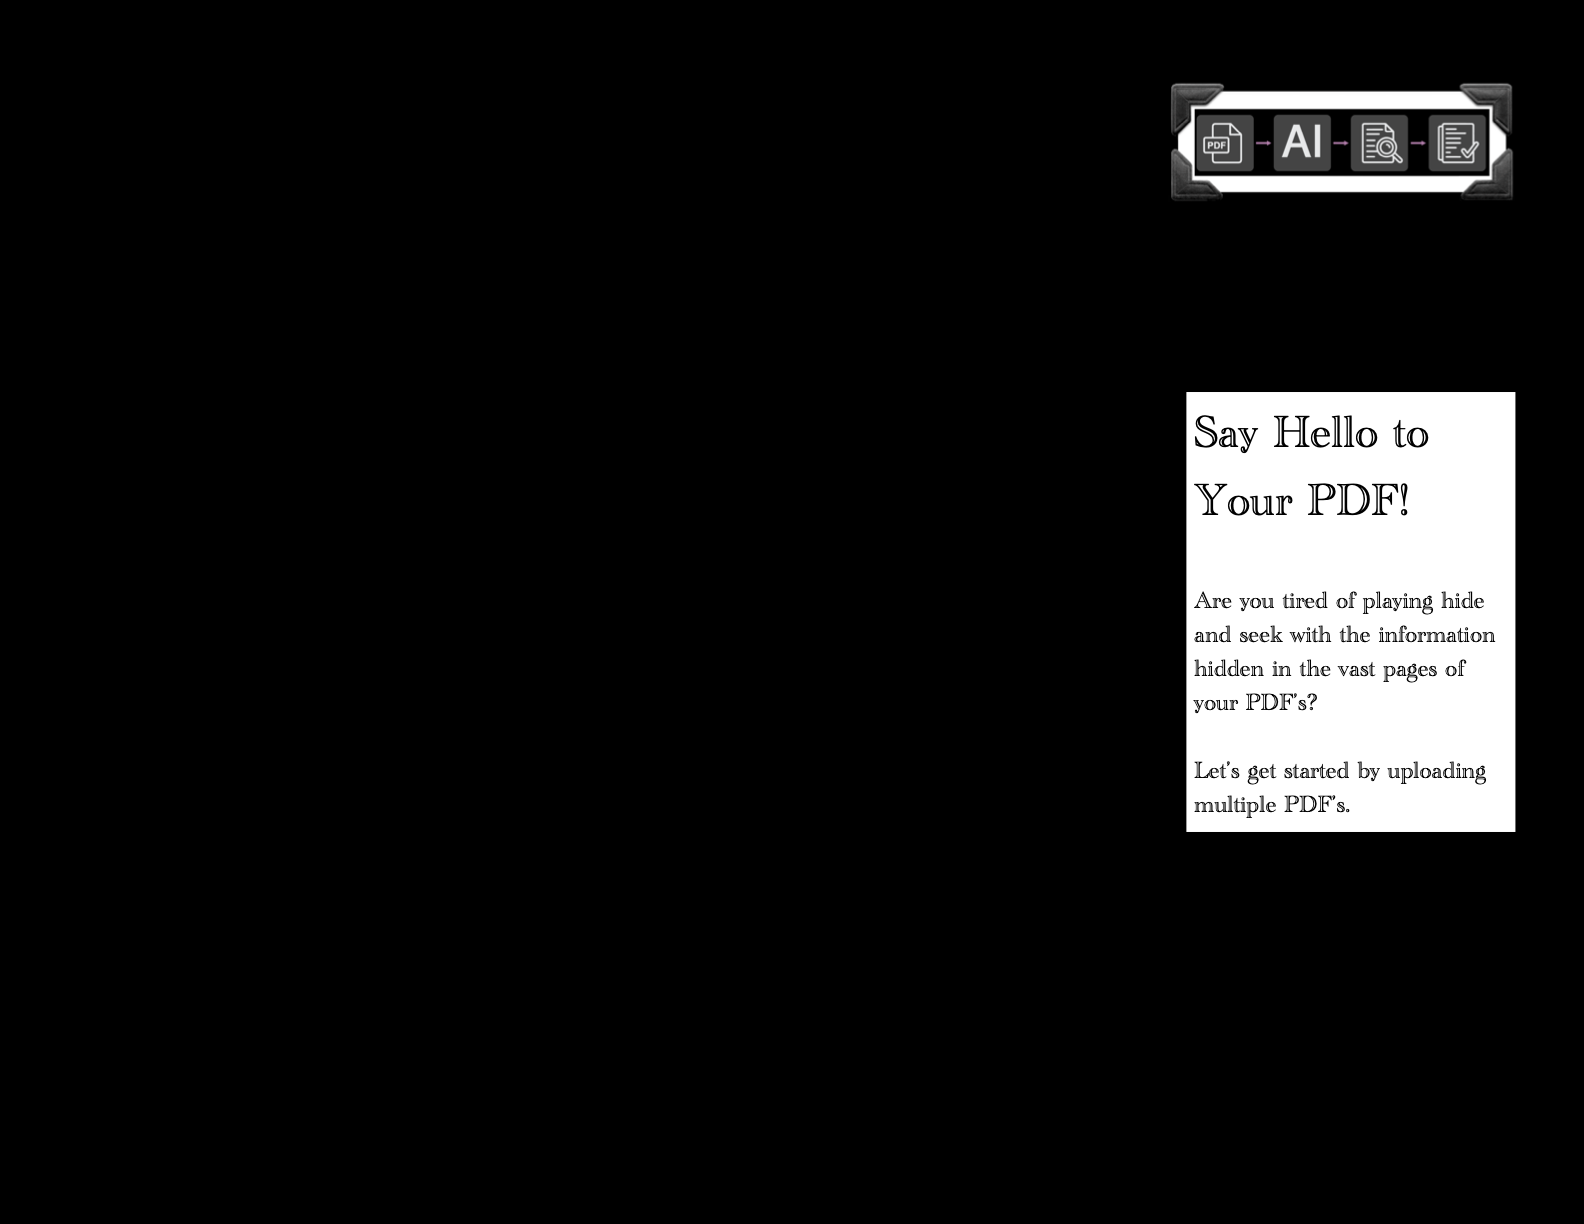 PDF AI
Say Hello to
Your PDF!
Are you tired of playing hide
and seek with the information
hidden in the vast pages of
your PDF's?
Let's get started by uploading
multiple PDF's.